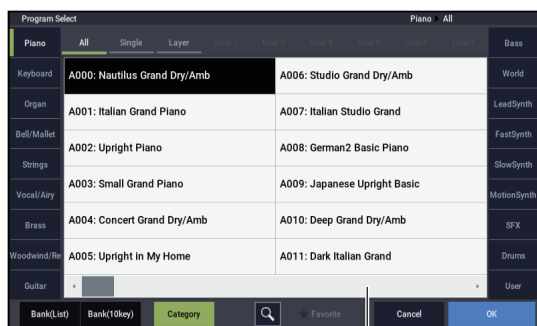 Program Select
Piano All
Piano
All Single Layer User 2 User 3 User 4 User 5 User 6 User 7
Bass
Keyboard
A000: Nautilus Grand Dry/Amb
A006: Studio Grand Dry/Amb
World
Organ
A001: Italian Grand Piano
A007: Italian Studio Grand
LeadSynth
Bell/Mallet
A002: Upright Piano
A008: German2 Basic Piano
FastSynth
Strings
SlowSynth
Vocal/Airy
A003: Small Grand Piano
A009: Japanese Upright Basic
MotionSynth
Brass
A004: Concert Grand Dry/Amb
A010: Deep Grand Dry/Amb
SFX
Woodwind/Re
A005: Upright in My Home
A011: Dark Italian Grand
Drums
Guitar
User
Bank(List) Bank(10key) Category Favorite Cancel OK